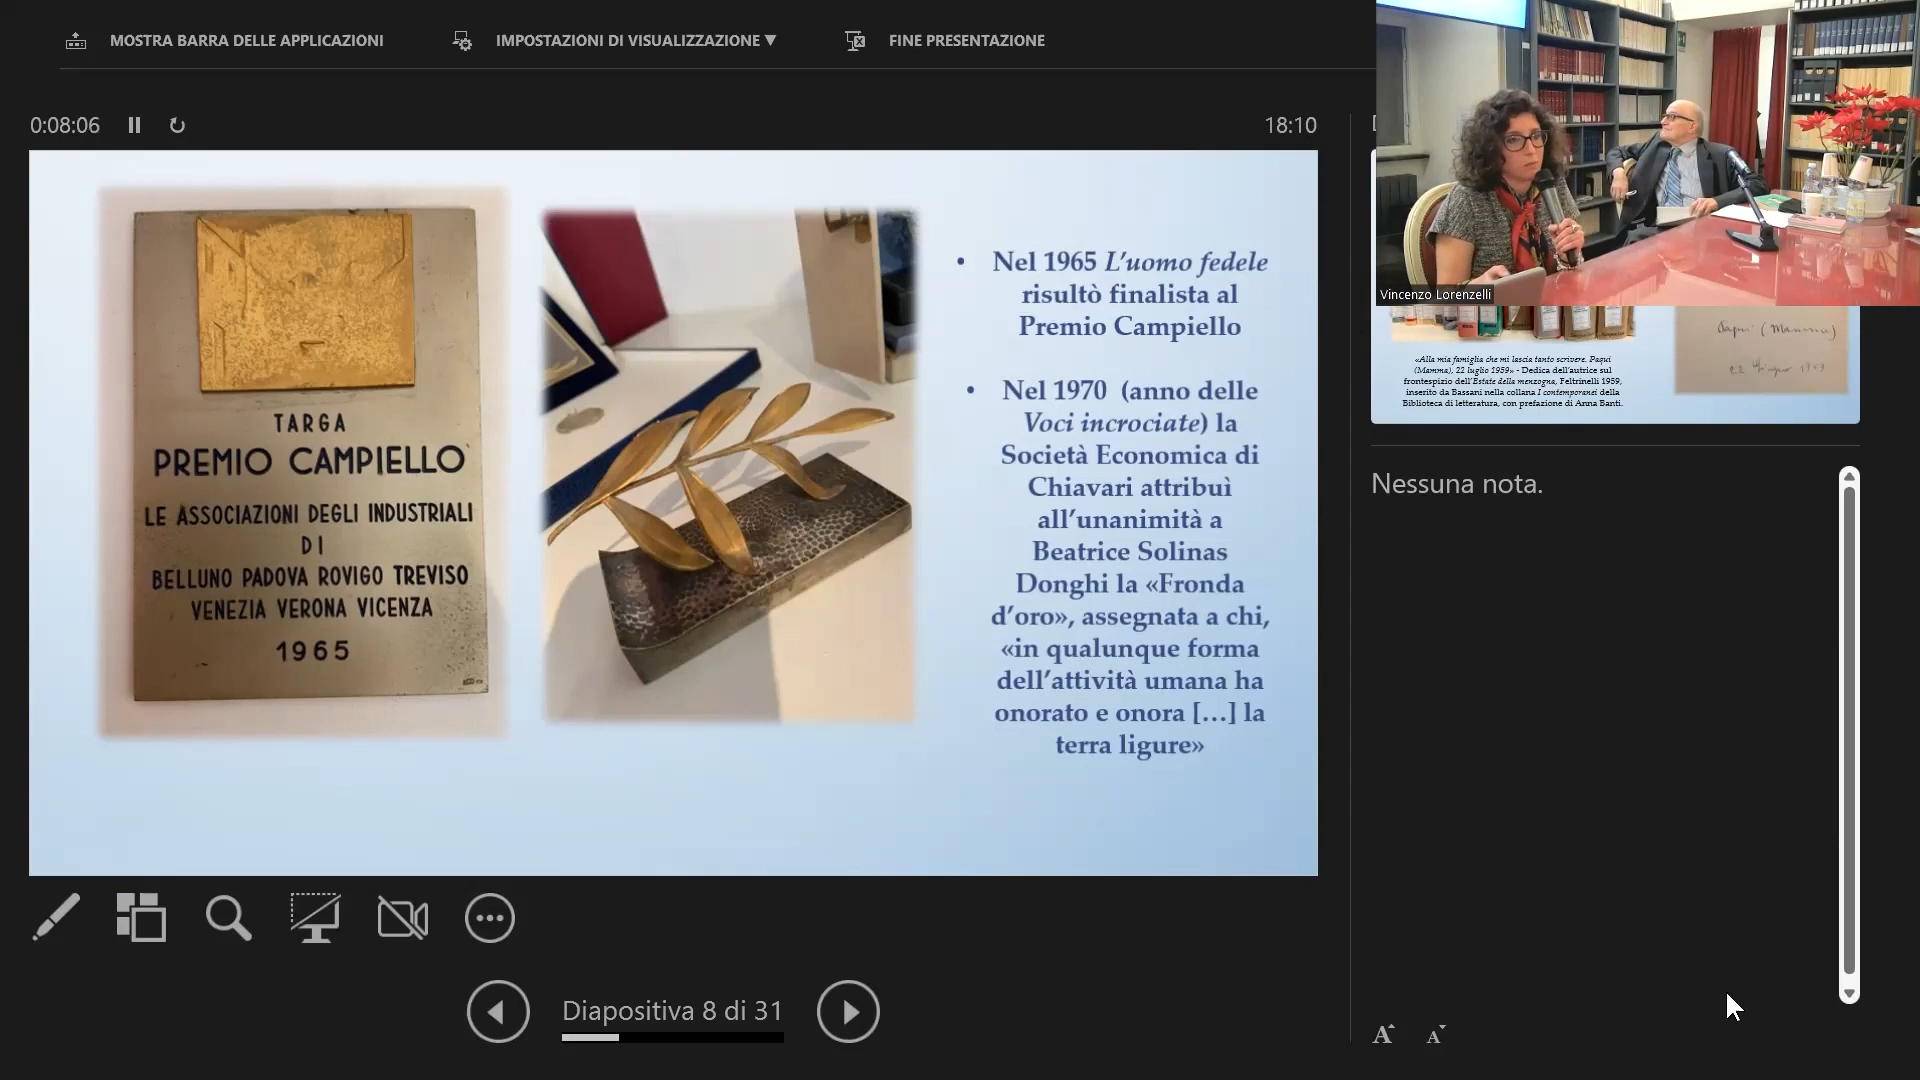 MOSTRA BARRA DELLE APPLICAZIONI
IMPOSTAZIONI DI VISUALIZZAZIONE ▼
FINE PRESENTAZIONE
0:08:06
18:10
TARGA
PREMIO CAMPIELLO
LE ASSOCIAZIONI DEGLI INDUSTRIALI
DI
BELLUNO PADOVA ROVIGO TREVISO
VENEZIA VERONA VICENZA
1965
• Nel 1965 L’uomo fedele
risultò finalista al
Premio Campiello
• Nel 1970 (anno delle
Voci incrociate) la
Società Economica di
Chiavari attribuì
all’unanimità a
Beatrice Solinas
Donghi la «Fronda
d’oro», assegnata a chi,
«in qualunque forma
dell’attività umana ha
onorato e onora […] la
terra ligure»
Vincenzo Lorenzelli
«Alla mia famiglia che mi lascia tanto scrivere. Paqui
(Mamma), 22 luglio 1959» - Dedica dell’autrice sul
frontespizio dell’Estate della menzogna, Feltrinelli 1959,
inserito da Bassani nella collana I contemporanei della
Biblioteca di letteratura, con prefazione di Anna Banti.
Paqui (Mamma)
Nessuna nota.
Diapositiva 8 di 31